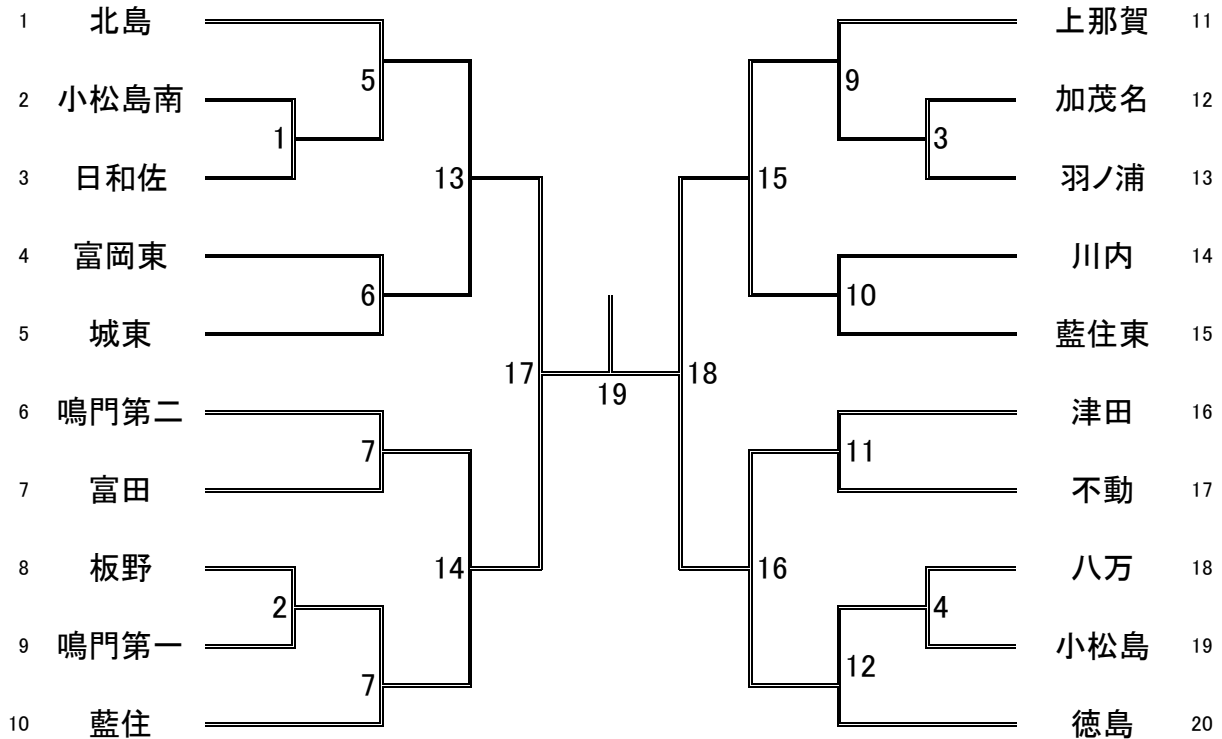 1 北島
2 小松島南
3 日和佐
4 富岡東
5 城東
6 鳴門第二
7 富田
8 板野
9 鳴門第一
10 藍住
5
1
13
6
17
7
14
2
7
19
9
3
15
10
18
11
16
4
12
上那賀 11
加茂名 12
羽ノ浦 13
川内 14
藍住東 15
津田 16
不動 17
八万 18
小松島 19
徳島 20